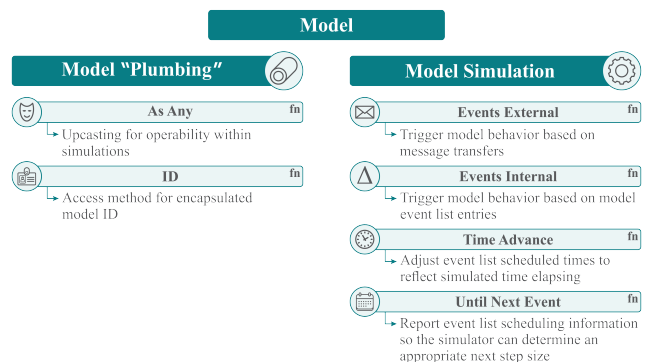 Model
Model “Plumbing”
As Any fn
Upcasting for operability within
simulations
ID fn
Access method for encapsulated
model ID
Model Simulation
Events External fn
Trigger model behavior based on
message transfers
Δ Events Internal fn
Trigger model behavior based on model
event list entries
Time Advance fn
Adjust event list scheduled times to
reflect simulated time elapsing
Until Next Event fn
Report event list scheduling information
so the simulator can determine an
appropriate next step size